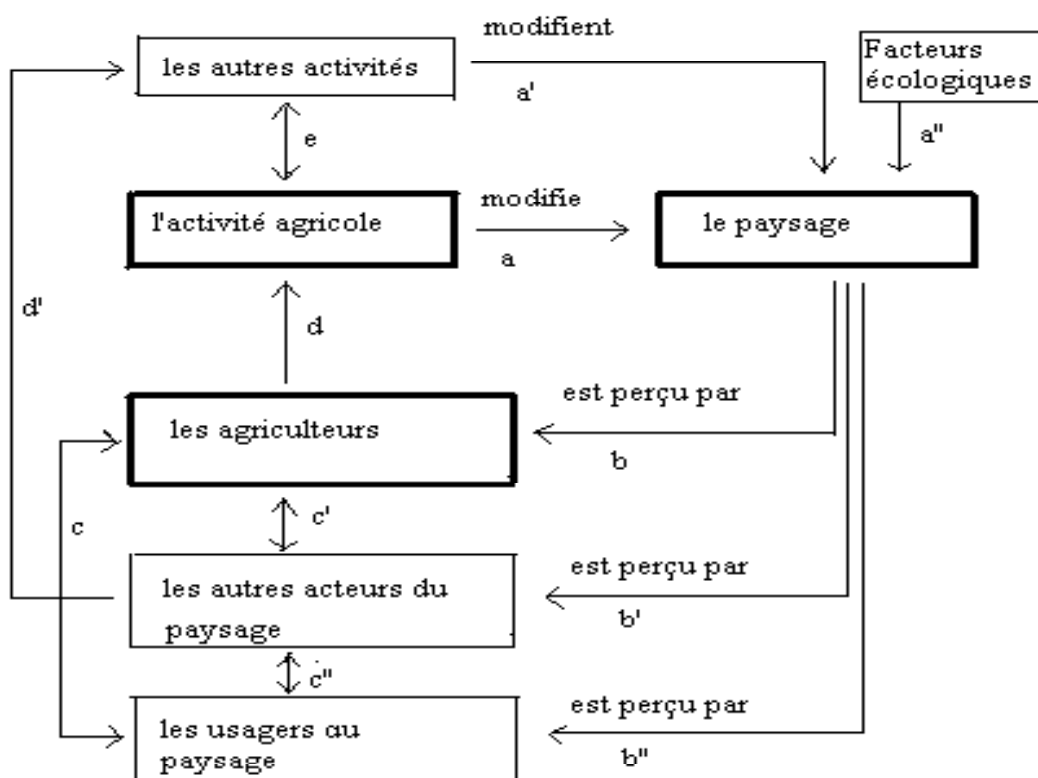 modifient
les autres activités
a'
Facteurs
écologiques
a"
e
l'activité agricole
modifie
a
le paysage
d'
d
les agriculteurs
est perçu par
b
c
c'
les autres acteurs du
paysage
est perçu par
b'
c"
les usagers au
paysage
est perçu par
b"